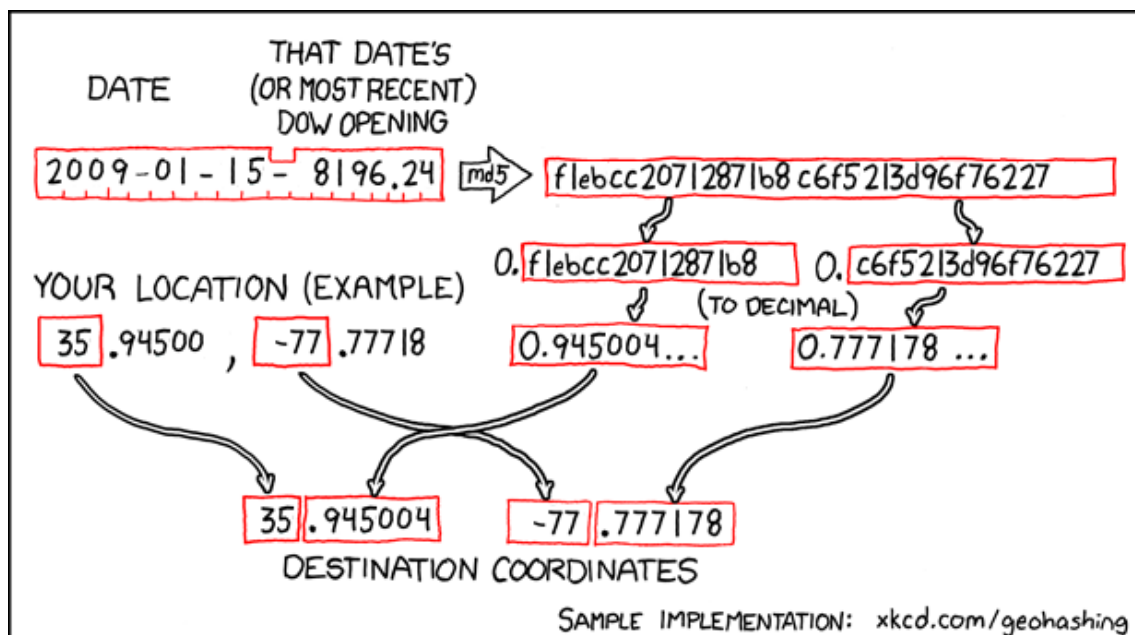 DATE
THAT DATE'S
(OR MOST RECENT)
DOW OPENING
2009-01-15-8196.24
md5
f1ebcc20712871b8c6f5213d96f76227
0.f1ebcc20712871b8
0.c6f5213d96f76227
YOUR LOCATION (EXAMPLE)
(TO DECIMAL)
35.94500, -77.77718
0.945004...
0.777178...
35.945004
-77.777178
DESTINATION COORDINATES
SAMPLE IMPLEMENTATION: xkcd.com/geohashing